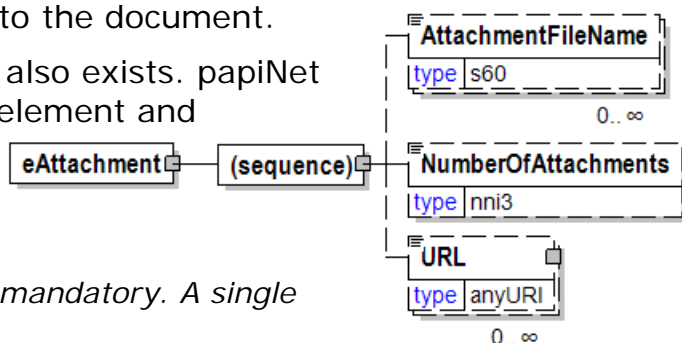 to the document.
also exists. papiNet
element and
mandatory. A single
eAttachment
(sequence)
AttachmentFileName
type s60
0.. ∞
NumberOfAttachments
type nni3
URL
type anyURI
0.. ∞